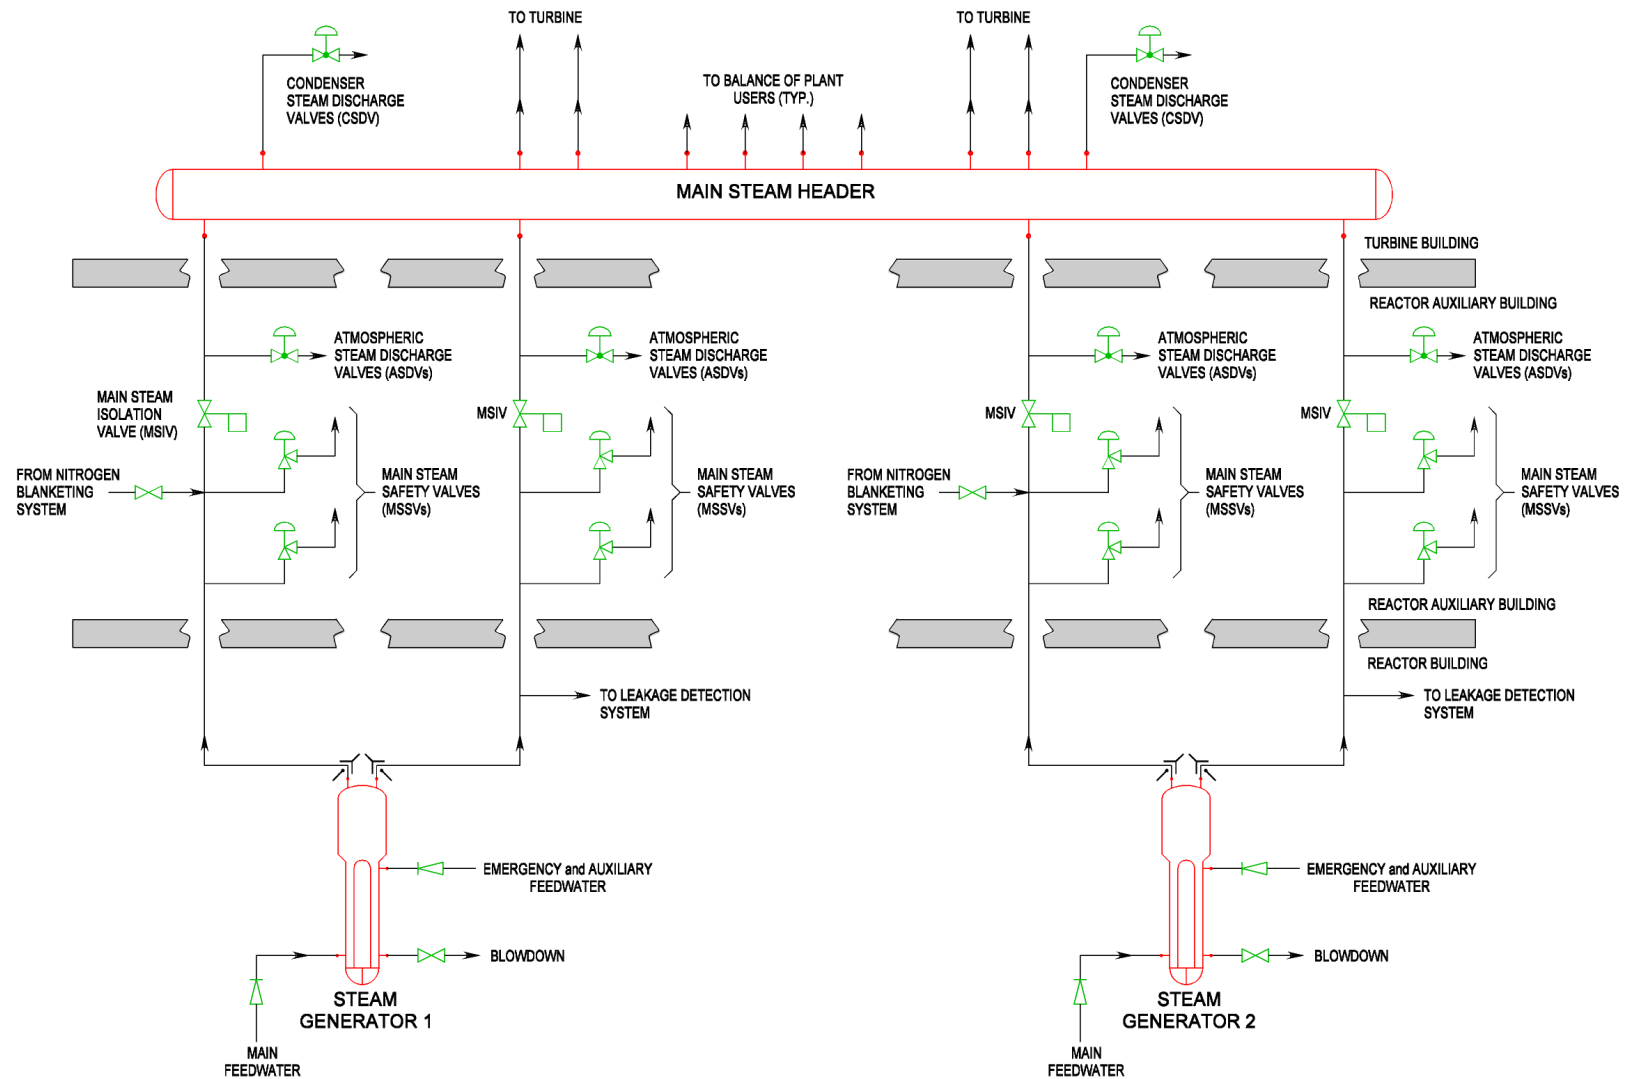 TO TURBINE
TO TURBINE
CONDENSER
STEAM DISCHARGE
VALVES (CSDV)
TO BALANCE OF PLANT
USERS (TYP.)
CONDENSER
STEAM DISCHARGE
VALVES (CSDV)
MAIN STEAM HEADER
TURBINE BUILDING
REACTOR AUXILIARY BUILDING
ATMOSPHERIC
STEAM DISCHARGE
VALVES (ASDVs)
ATMOSPHERIC
STEAM DISCHARGE
VALVES (ASDVs)
ATMOSPHERIC
STEAM DISCHARGE
VALVES (ASDVs)
ATMOSPHERIC
STEAM DISCHARGE
VALVES (ASDVs)
MAIN STEAM
ISOLATION
VALVE (MSIV)
MSIV
MSIV
MSIV
FROM NITROGEN
BLANKETING
SYSTEM
MAIN STEAM
SAFETY VALVES
(MSSVs)
MAIN STEAM
SAFETY VALVES
(MSSVs)
FROM NITROGEN
BLANKETING
SYSTEM
MAIN STEAM
SAFETY VALVES
(MSSVs)
MAIN STEAM
SAFETY VALVES
(MSSVs)
REACTOR AUXILIARY BUILDING
REACTOR BUILDING
TO LEAKAGE DETECTION
SYSTEM
TO LEAKAGE DETECTION
SYSTEM
EMERGENCY and AUXILIARY
FEEDWATER
EMERGENCY and AUXILIARY
FEEDWATER
BLOWDOWN
BLOWDOWN
STEAM
GENERATOR 1
STEAM
GENERATOR 2
MAIN
FEEDWATER
MAIN
FEEDWATER